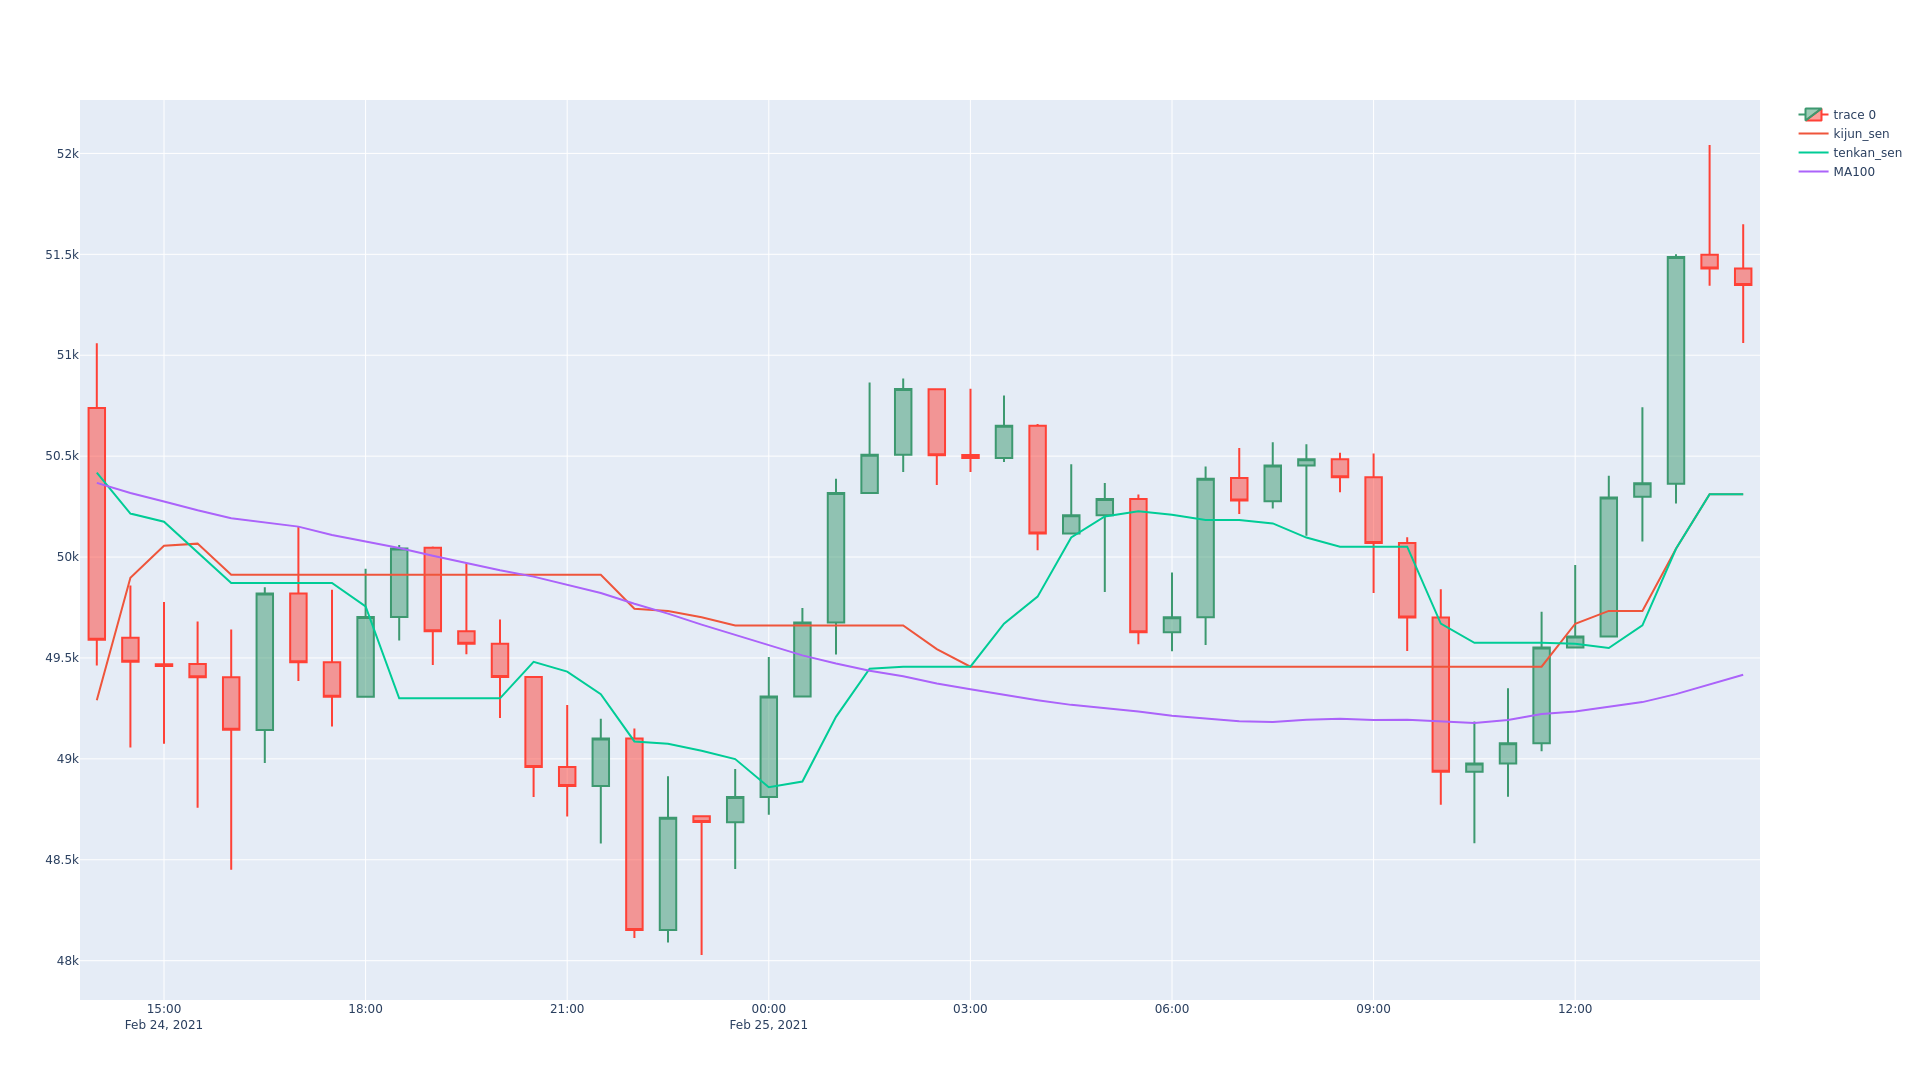 trace 0
kijun_sen
tenkan_sen
MA100
52k
51.5k
51k
50.5k
50k
49.5k
49k
48.5k
48k
15:00
Feb 24, 2021
18:00
21:00
00:00
Feb 25, 2021
03:00
06:00
09:00
12:00